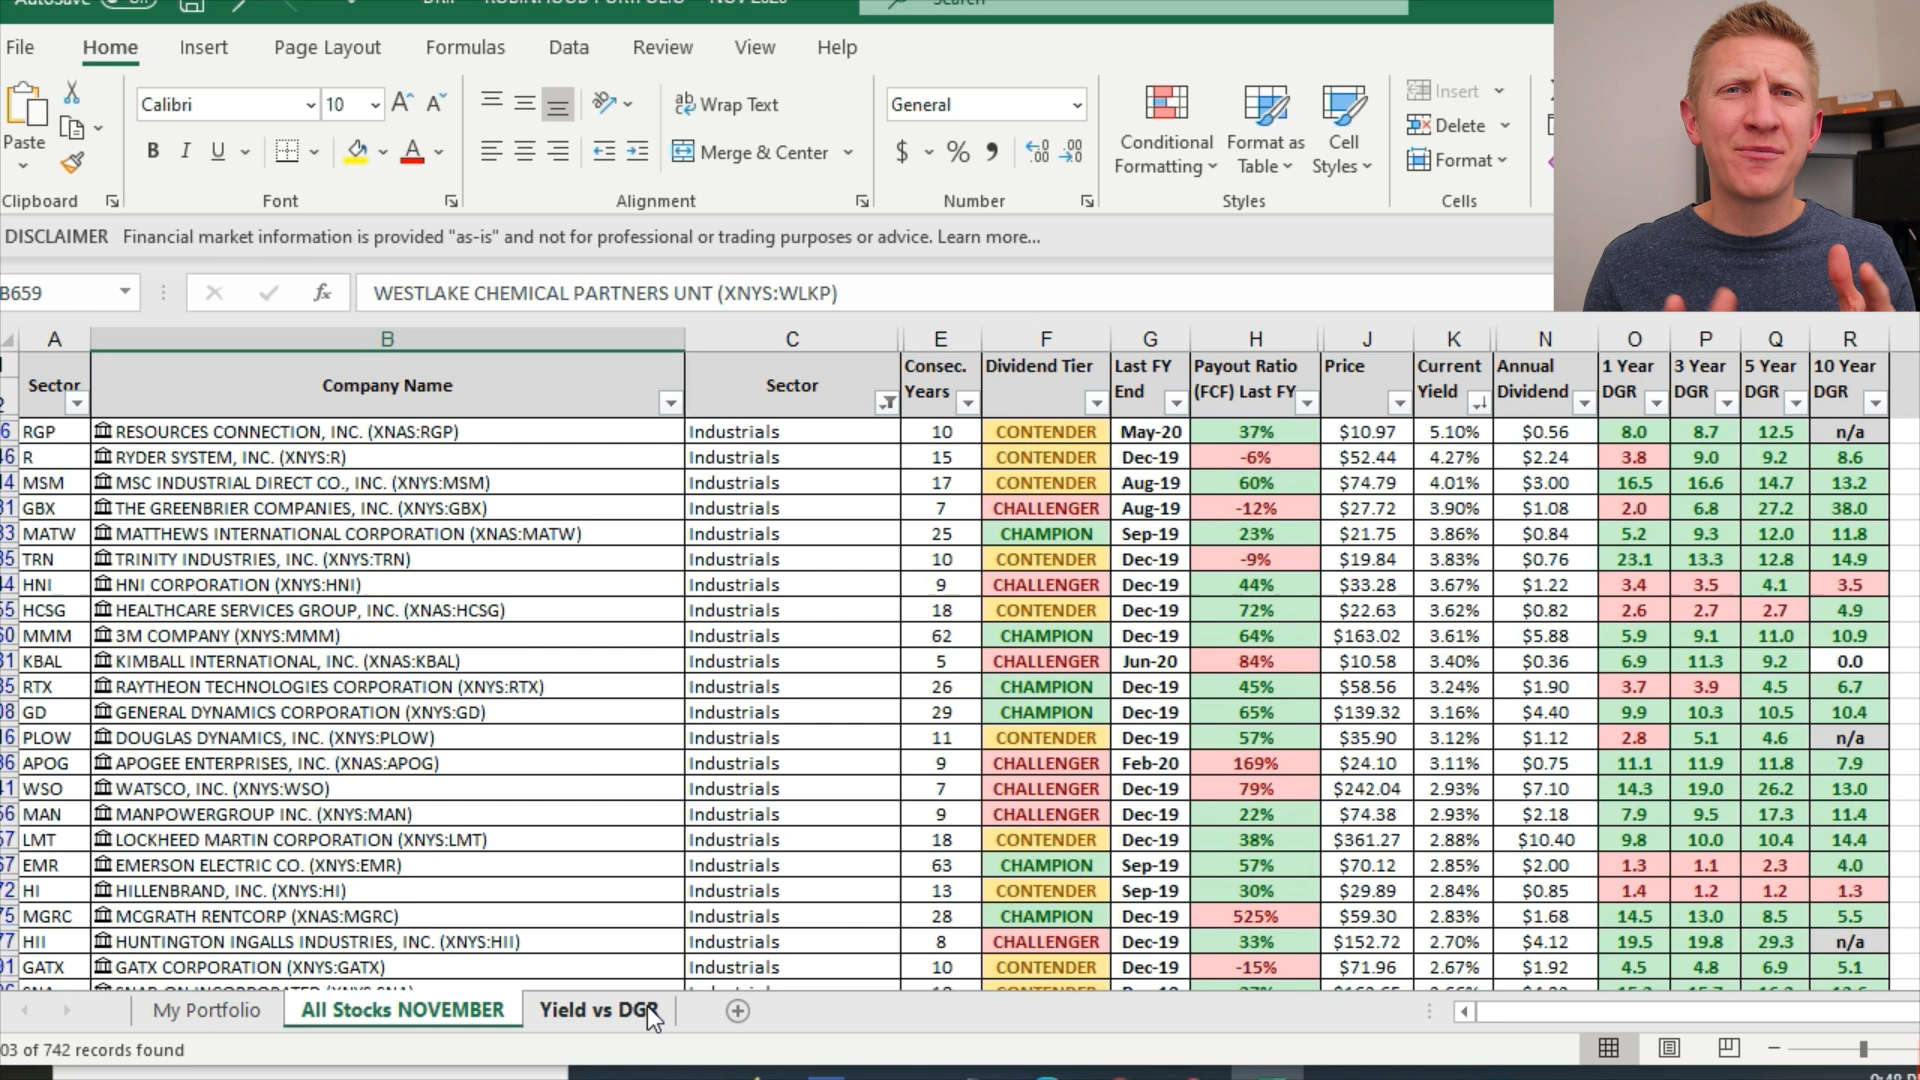 File Home Insert Page Layout Formulas Data Review View Help
Calibri 10 Wrap Text General Insert
Paste B I U Merge & Center $ % Conditional Formatting Format as Table Cell Styles Delete Format
Clipboard Font Alignment Number Styles Cells
DISCLAIMER Financial market information is provided "as-is" and not for professional or trading purposes or advice. Learn more...
B659 fx WESTLAKE CHEMICAL PARTNERS UNT (XNYS:WLKP)
A B C E F G H J K N O P Q R
Sector Company Name Sector Consec. Years Dividend Tier Last FY End Payout Ratio (FCF) Last FY Price Current Yield Annual Dividend 1 Year DGR 3 Year DGR 5 Year DGR 10 Year DGR
RGP RESOURCES CONNECTION, INC. (XNAS:RGP) Industrials 10 CONTENDER May-20 37% $10.97 5.10% $0.56 8.0 8.7 12.5 n/a
R RYDER SYSTEM, INC. (XNYS:R) Industrials 15 CONTENDER Dec-19 -6% $52.44 4.27% $2.24 3.8 9.0 9.2 8.6
MSM MSC INDUSTRIAL DIRECT CO., INC. (XNYS:MSM) Industrials 17 CONTENDER Aug-19 60% $74.79 4.01% $3.00 16.5 16.6 14.7 13.2
GBX THE GREENBRIER COMPANIES, INC. (XNYS:GBX) Industrials 7 CHALLENGER Aug-19 -12% $27.72 3.90% $1.08 2.0 6.8 27.2 38.0
MATW MATTHEWS INTERNATIONAL CORPORATION (XNAS:MATW) Industrials 25 CHAMPION Sep-19 23% $21.75 3.86% $0.84 5.2 9.3 12.0 11.8
TRN TRINITY INDUSTRIES, INC. (XNYS:TRN) Industrials 10 CONTENDER Dec-19 -9% $19.84 3.83% $0.76 23.1 13.3 12.8 14.9
HNI HNI CORPORATION (XNYS:HNI) Industrials 9 CHALLENGER Dec-19 44% $33.28 3.67% $1.22 3.4 3.5 4.1 3.5
HCSG HEALTHCARE SERVICES GROUP, INC. (XNAS:HCSG) Industrials 18 CONTENDER Dec-19 72% $22.63 3.62% $0.82 2.6 2.7 2.7 4.9
MMM 3M COMPANY (XNYS:MMM) Industrials 62 CHAMPION Dec-19 64% $163.02 3.61% $5.88 5.9 9.1 11.0 10.9
KBAL KIMBALL INTERNATIONAL, INC. (XNAS:KBAL) Industrials 5 CHALLENGER Jun-20 84% $10.58 3.40% $0.36 6.9 11.3 9.2 0.0
RTX RAYTHEON TECHNOLOGIES CORPORATION (XNYS:RTX) Industrials 26 CHAMPION Dec-19 45% $58.56 3.24% $1.90 3.7 3.9 4.5 6.7
GD GENERAL DYNAMICS CORPORATION (XNYS:GD) Industrials 29 CHAMPION Dec-19 65% $139.32 3.16% $4.40 9.9 10.3 10.5 10.4
PLOW DOUGLAS DYNAMICS, INC. (XNYS:PLOW) Industrials 11 CONTENDER Dec-19 57% $35.90 3.12% $1.12 2.8 5.1 4.6 n/a
APOG APOGEE ENTERPRISES, INC. (XNAS:APOG) Industrials 9 CHALLENGER Feb-20 169% $24.10 3.11% $0.75 11.1 11.9 11.8 7.9
WSO WATSCO, INC. (XNYS:WSO) Industrials 7 CHALLENGER Dec-19 79% $242.04 2.93% $7.10 14.3 19.0 26.2 13.0
MAN MANPOWERGROUP INC. (XNYS:MAN) Industrials 9 CHALLENGER Dec-19 22% $74.38 2.93% $2.18 7.9 9.5 17.3 11.4
LMT LOCKHEED MARTIN CORPORATION (XNYS:LMT) Industrials 18 CONTENDER Dec-19 38% $361.27 2.88% $10.40 9.8 10.0 10.4 14.4
EMR EMERSON ELECTRIC CO. (XNYS:EMR) Industrials 63 CHAMPION Sep-19 57% $70.12 2.85% $2.00 1.3 1.1 2.3 4.0
HI HILLENBRAND, INC. (XNYS:HI) Industrials 13 CONTENDER Sep-19 30% $29.89 2.84% $0.85 1.4 1.2 1.2 1.3
MGRC MCGRATH RENTCORP (XNAS:MGRC) Industrials 28 CHAMPION Dec-19 525% $59.30 2.83% $1.68 14.5 13.0 8.5 5.5
HII HUNTINGTON INGALLS INDUSTRIES, INC. (XNYS:HII) Industrials 8 CHALLENGER Dec-19 33% $152.72 2.70% $4.12 19.5 19.8 29.3 n/a
GATX GATX CORPORATION (XNYS:GATX) Industrials 10 CONTENDER Dec-19 -15% $71.96 2.67% $1.92 4.5 4.8 6.9 5.1
My Portfolio All Stocks NOVEMBER Yield vs DGR
03 of 742 records found